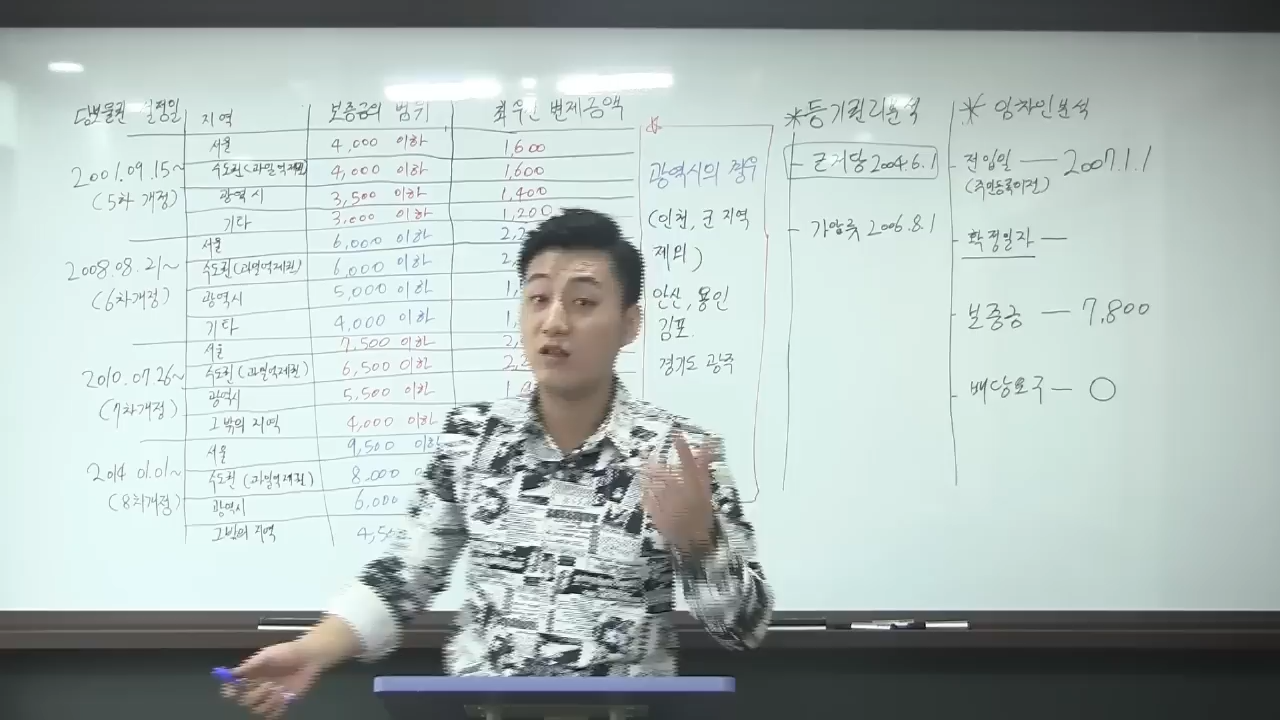 담보물권 설정일 지역 보증금의 범위 최우선 변제금액
2001.09.15~ (5차 개정)
서울 4,000 이하 1,600
수도권(과밀억제권) 4,000 이하 1,600
광역시 3,500 이하 1,400
기타 3,000 이하 1,200
2008.08.21~ (6차개정)
서울 6,000 이하
수도권(과밀억제권) 6,000 이하
광역시 5,000 이하
기타 4,000 이하
2010.07.26~ (7차개정)
서울 7,500 이하
수도권(과밀억제권) 6,500 이하
광역시 5,500 이하
그 밖의 지역 4,000 이하
2014 01.01~ (8차개정)
서울 9,500 이하
수도권(과밀억제권) 8,000
광역시 6,000
그밖의 지역
광역시의 경우
(인천, 군 지역
제외)
안산, 용인
김포
경기도 광주
*등기권리분석
- 근저당 2004.6.1
- 가압류 2006.8.1
* 임차인분석
- 전입일 — 2007.1.1
(주민등록이전)
- 확정일자 —
- 보증금 — 7,800
- 배당요구 — ○